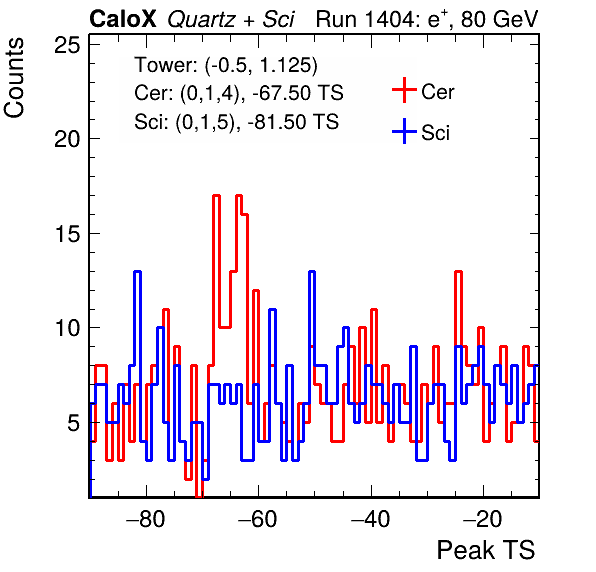 CaloX Quartz + Sci Run 1404: e⁺, 80 GeV
Counts
25
20
15
10
5
Tower: (-0.5, 1.125)
Cer: (0,1,4), -67.50 TS
Sci: (0,1,5), -81.50 TS
Cer
Sci
−80 −60 −40 −20
Peak TS